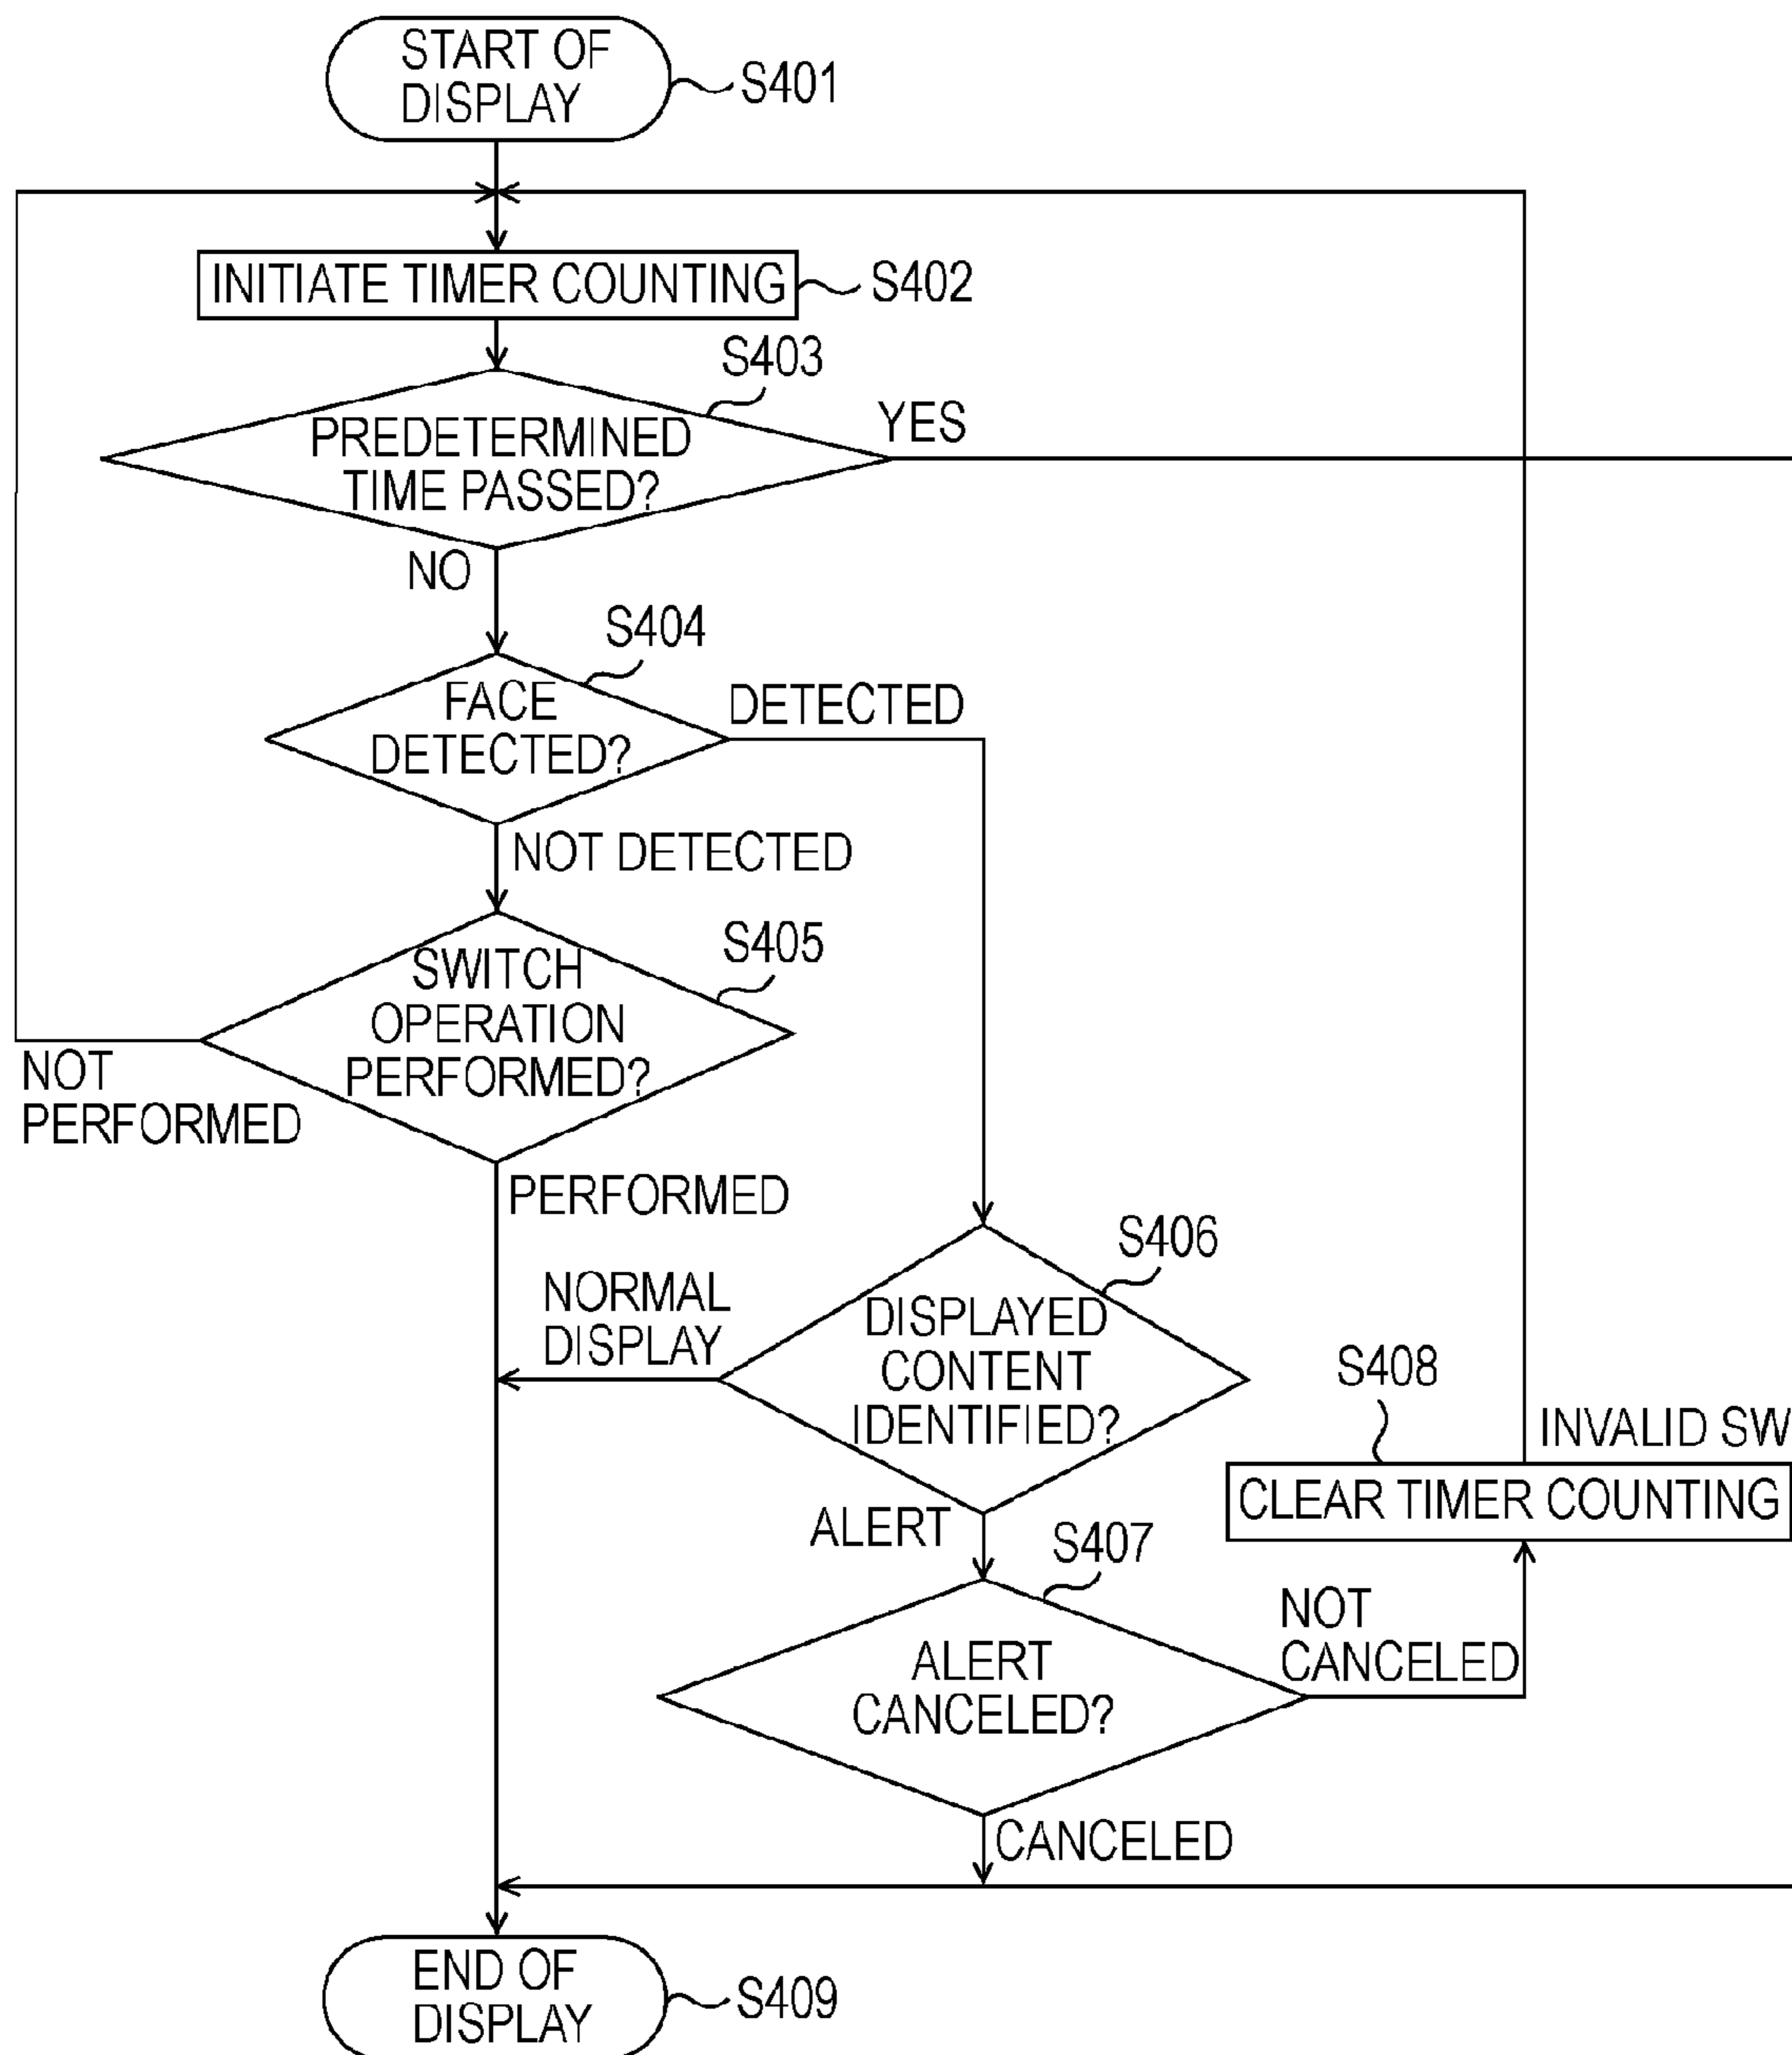 START OF
DISPLAY
S401
INITIATE TIMER COUNTING
S402
S403
PREDETERMINED
TIME PASSED?
YES
NO
S404
FACE
DETECTED?
DETECTED
NOT DETECTED
S405
SWITCH
OPERATION
PERFORMED?
NOT
PERFORMED
PERFORMED
S406
NORMAL
DISPLAY
DISPLAYED
CONTENT
IDENTIFIED?
S408
INVALID SW
CLEAR TIMER COUNTING
ALERT
S407
ALERT
CANCELED?
NOT
CANCELED
CANCELED
END OF
DISPLAY
S409